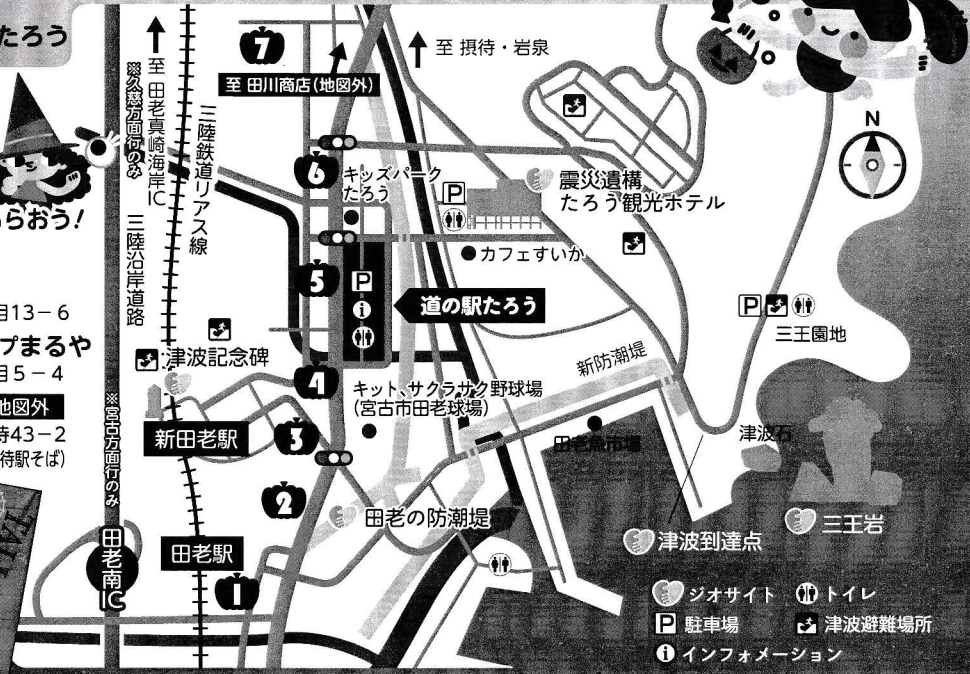 たろう
らおう!
目13−6
プまるや
目5−4
地図外
待43−2
待駅そば)
至 田老真崎海岸IC
※久慈方面行のみ
三陸鉄道リアス線
三陸沿岸道路
※宮古方面行のみ
田老南IC
7
至 田川商店(地図外)
至 摂待・岩泉
6
キッズパーク
たろう
P
震災遺構
たろう観光ホテル
カフェすいか
5
P
i
道の駅たろう
N
P
三王園地
津波記念碑
新田老駅
4
キット、サクラサク野球場
(宮古市田老球場)
新防潮堤
3
田老魚市場
津波石
2
田老の防潮堤
津波到達点
三王岩
田老駅
1
ジオサイト
トイレ
P 駐車場
津波避難場所
i インフォメーション